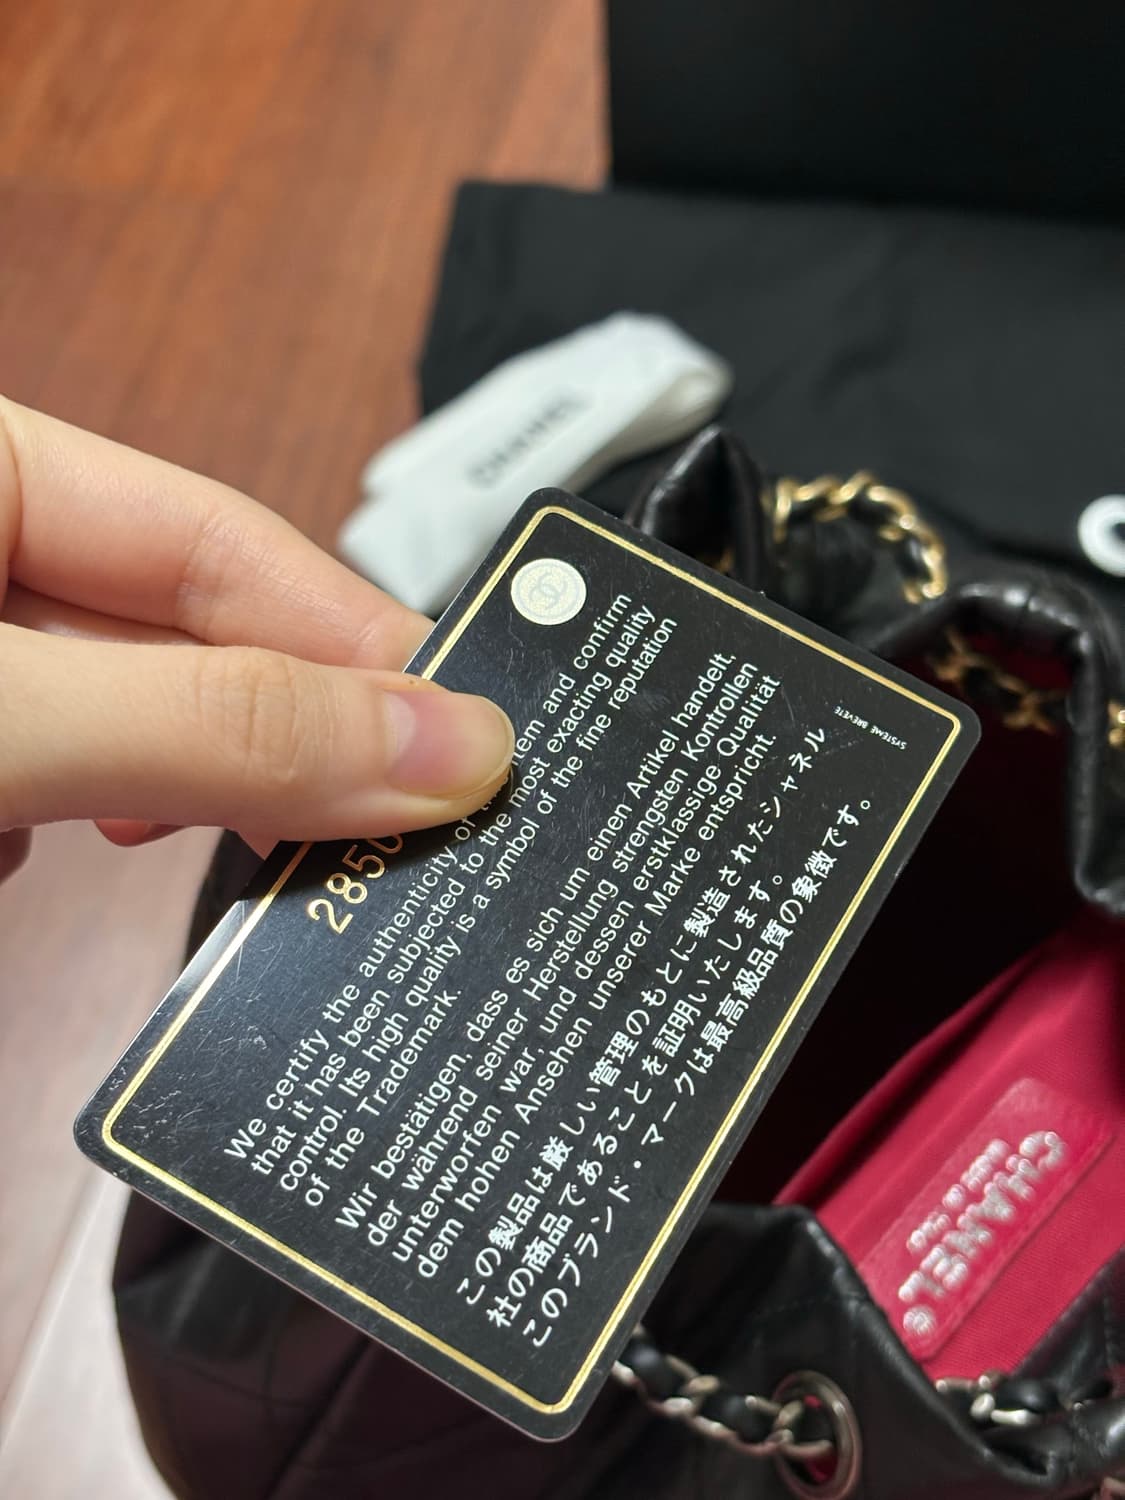 CHANEL
2850
We certify the authenticity of this item and confirm
that it has been subjected to the most exacting quality
control. Its high quality is a symbol of the fine reputation
of the Trademark.
Wir bestätigen, dass es sich um einen Artikel handelt,
der während seiner Herstellung strengsten Kontrollen
unterworfen war, und dessen erstklassige Qualität
dem hohen Ansehen unserer Marke entspricht.
この製品は厳しい管理のもとに製造されたシャネル
社の商品であることを証明いたします。
このブランド・マークは最高級品質の象徴です。
SYSTEME BREVETE
CHANEL